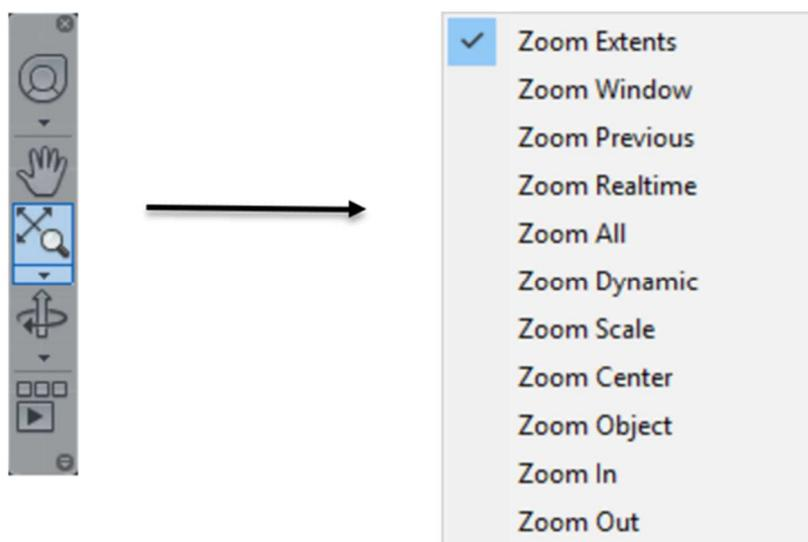 Zoom Extents
Zoom Window
Zoom Previous
Zoom Realtime
Zoom All
Zoom Dynamic
Zoom Scale
Zoom Center
Zoom Object
Zoom In
Zoom Out